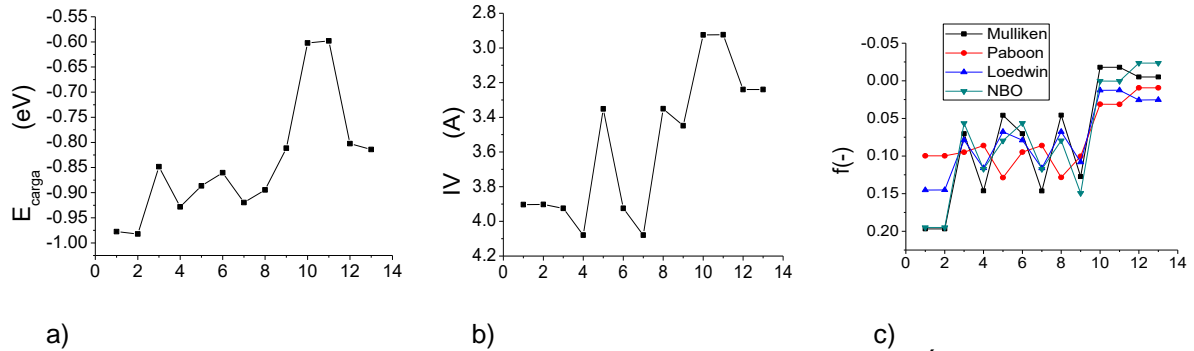 -0.55
-0.60
-0.65
-0.70
-0.75
-0.80
-0.85
-0.90
-0.95
-1.00
E_carga (eV)
0 2 4 6 8 10 12 14
a)
2.8
3.0
3.2
3.4
3.6
3.8
4.0
4.2
IV (A)
0 2 4 6 8 10 12 14
b)
Mulliken
Paboon
Loedwin
NBO
-0.05
0.00
0.05
0.10
0.15
0.20
f(-)
0 2 4 6 8 10 12 14
c)